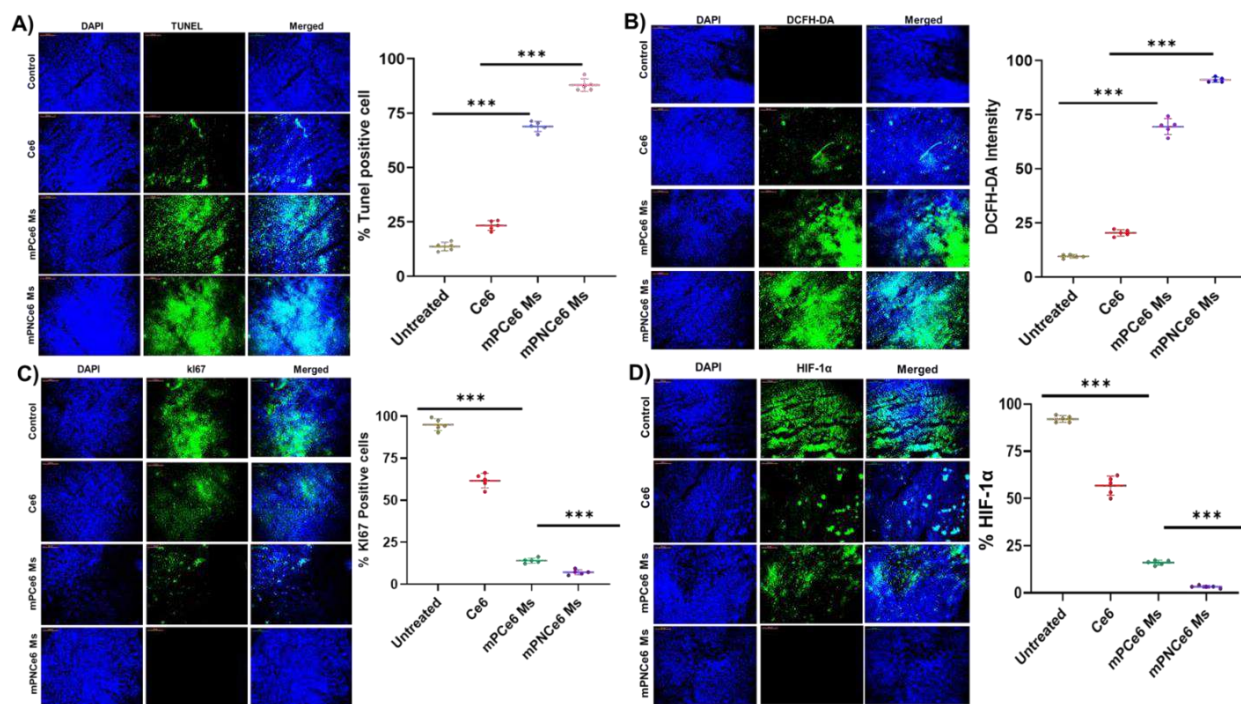 A)
DAPI TUNEL Merged
Control
Ce6
mPCe6 Ms
mPNCe6 Ms
% Tunel positive cell
100
75
50
25
0
***
***
Untreated
Ce6
mPCe6 Ms
mPNCe6 Ms
B)
DAPI DCFH-DA Merged
Control
Ce6
mPCe6 Ms
mPNCe6 Ms
DCFH-DA Intensity
100
75
50
25
0
***
***
Untreated
Ce6
mPCe6 Ms
mPNCe6 Ms
C)
DAPI kI67 Merged
Control
Ce6
mPCe6 Ms
mPNCe6 Ms
% KI67 Positive cells
100
75
50
25
0
***
***
Untreated
Ce6
mPCe6 Ms
mPNCe6 Ms
D)
DAPI HIF-1α Merged
Control
Ce6
mPCe6 Ms
mPNCe6 Ms
% HIF-1α
100
75
50
25
0
***
***
Untreated
Ce6
mPCe6 Ms
mPNCe6 Ms